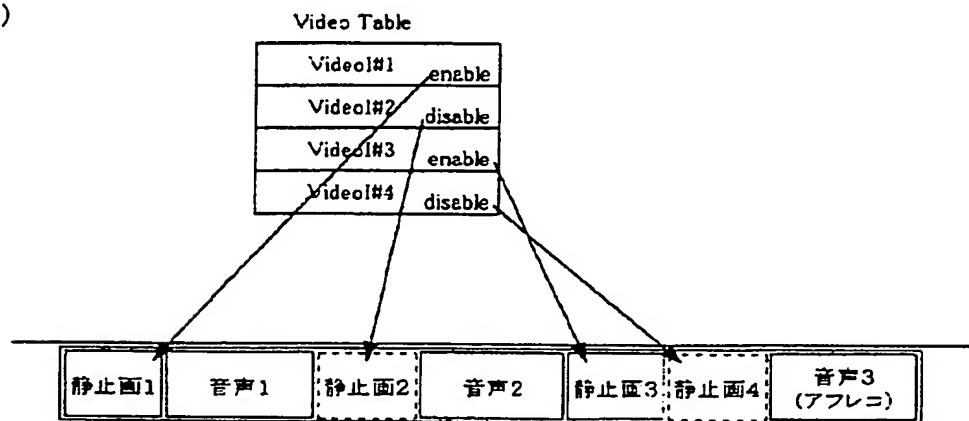 )
Video Table
VideoI#1 enable
VideoI#2 disable
VideoI#3 enable
VideoI#4 disable
静止画1 音声1 静止画2 音声2 静止画3 静止画4 音声3
(アフレコ)